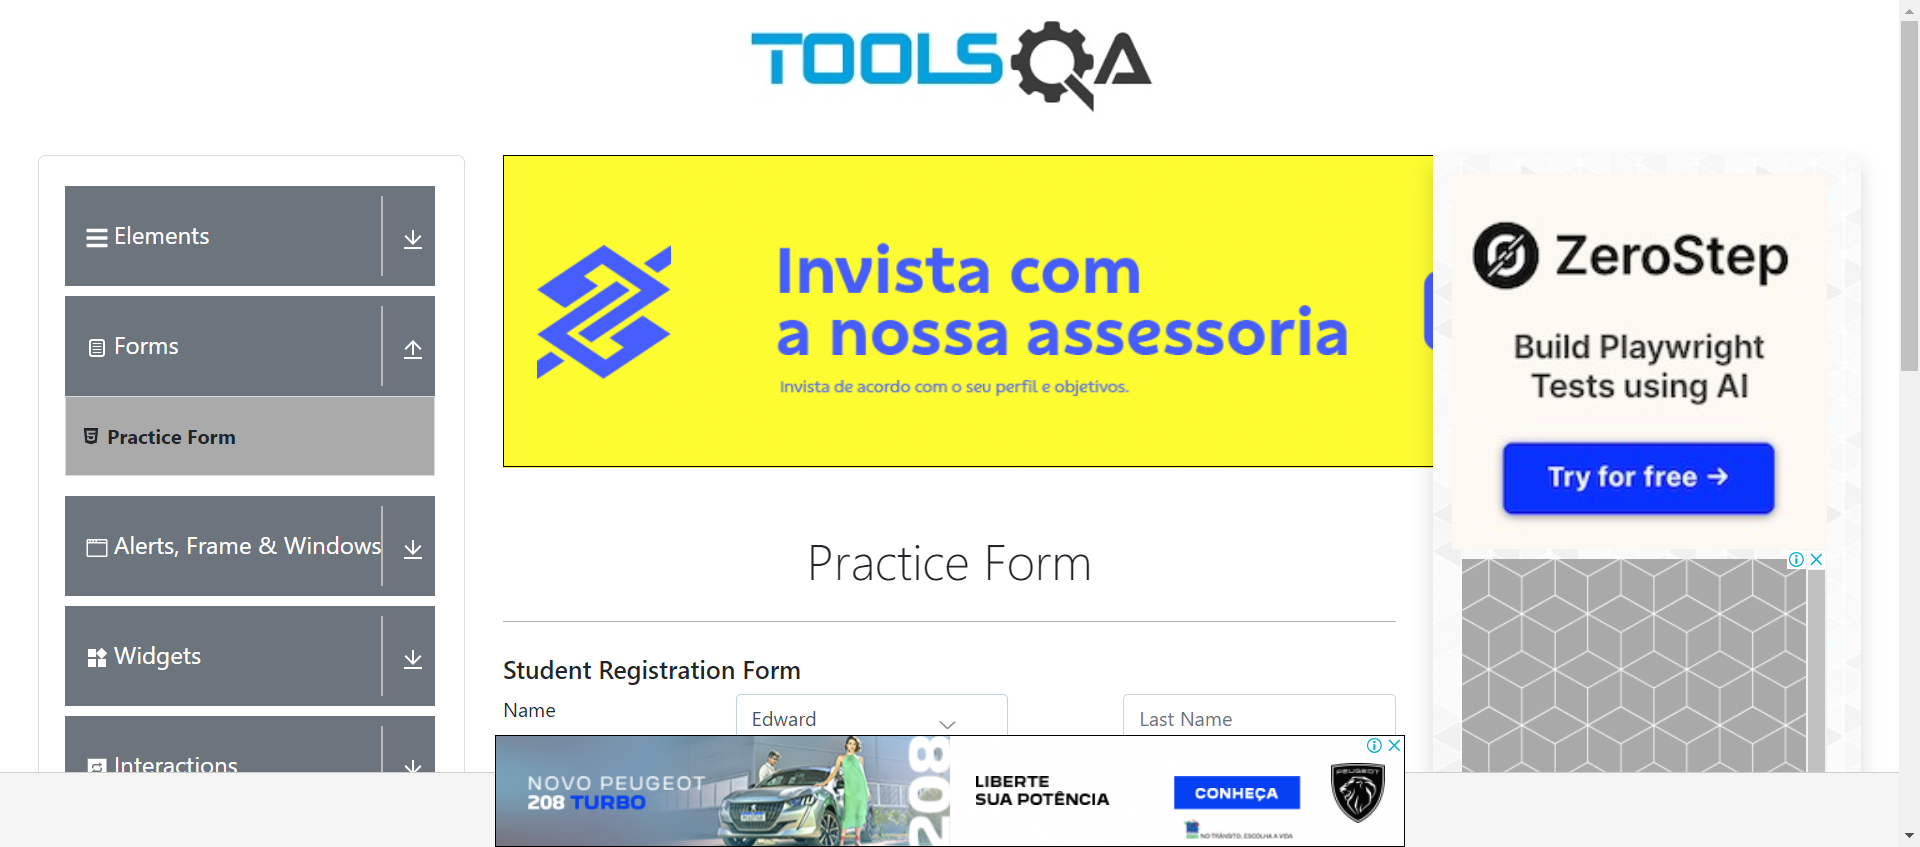 TOOLSQA
Elements
Forms
Practice Form
Alerts, Frame & Windows
Widgets
Interactions
Invista com
a nossa assessoria
Invista de acordo com o seu perfil e objetivos.
ZeroStep
Build Playwright
Tests using AI
Try for free →
Practice Form
Student Registration Form
Name
Edward
Last Name
NOVO PEUGEOT
208 TURBO
208
LIBERTE
SUA POTÊNCIA
CONHEÇA
PEUGEOT
NO TRÂNSITO, ESCOLHA A VIDA